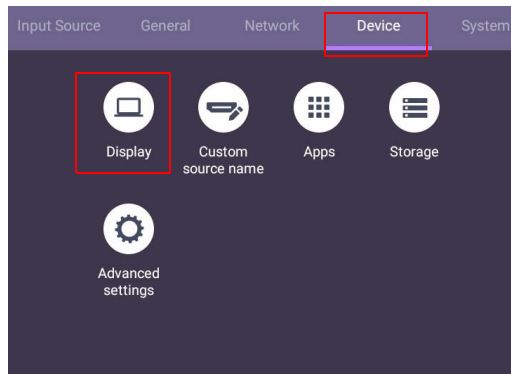 Input Source General Network Device System
Display
Custom
source name
Apps
Storage
Advanced
settings